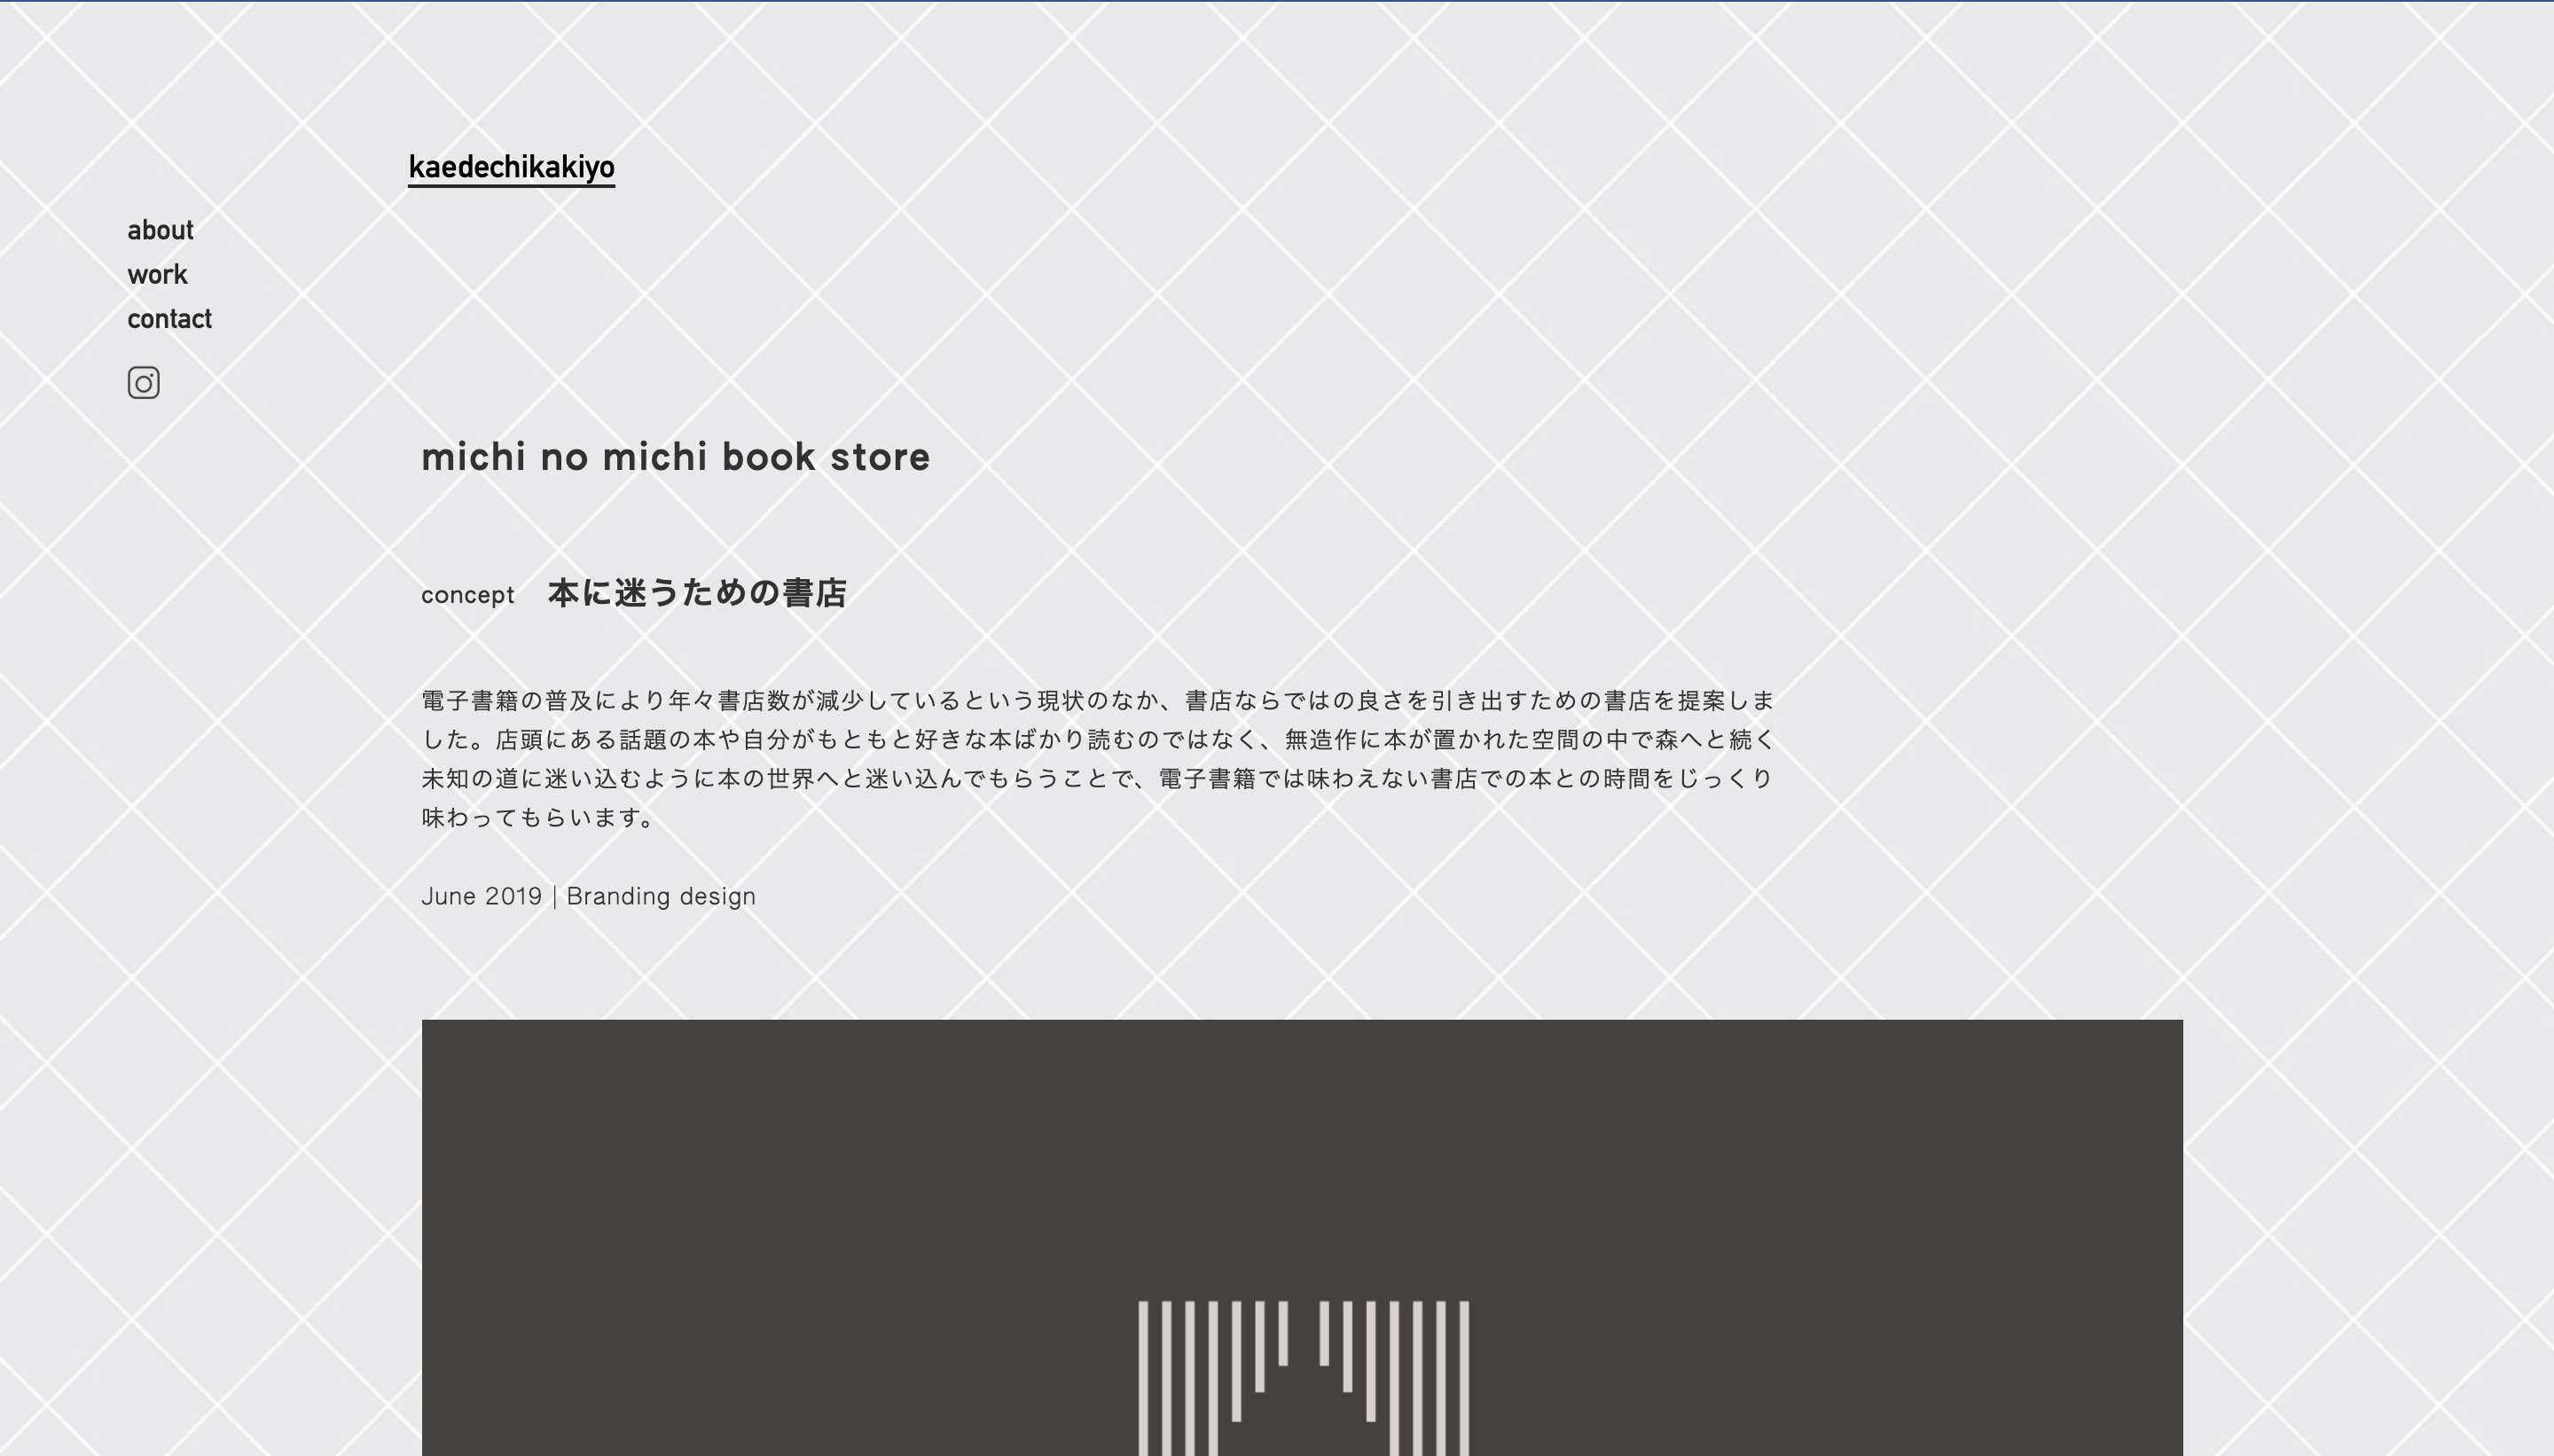 kaedechikakiyo
about
work
contact
michi no michi book store
concept 本に迷うための書店
電子書籍の普及により年々書店数が減少しているという現状のなか、書店ならではの良さを引き出すための書店を提案しま
した。店頭にある話題の本や自分がもともと好きな本ばかり読むのではなく、無造作に本が置かれた空間の中で森へと続く
未知の道に迷い込むように本の世界へと迷い込んでもらうことで、電子書籍では味わえない書店での本との時間をじっくり
味わってもらいます。
June 2019 | Branding design